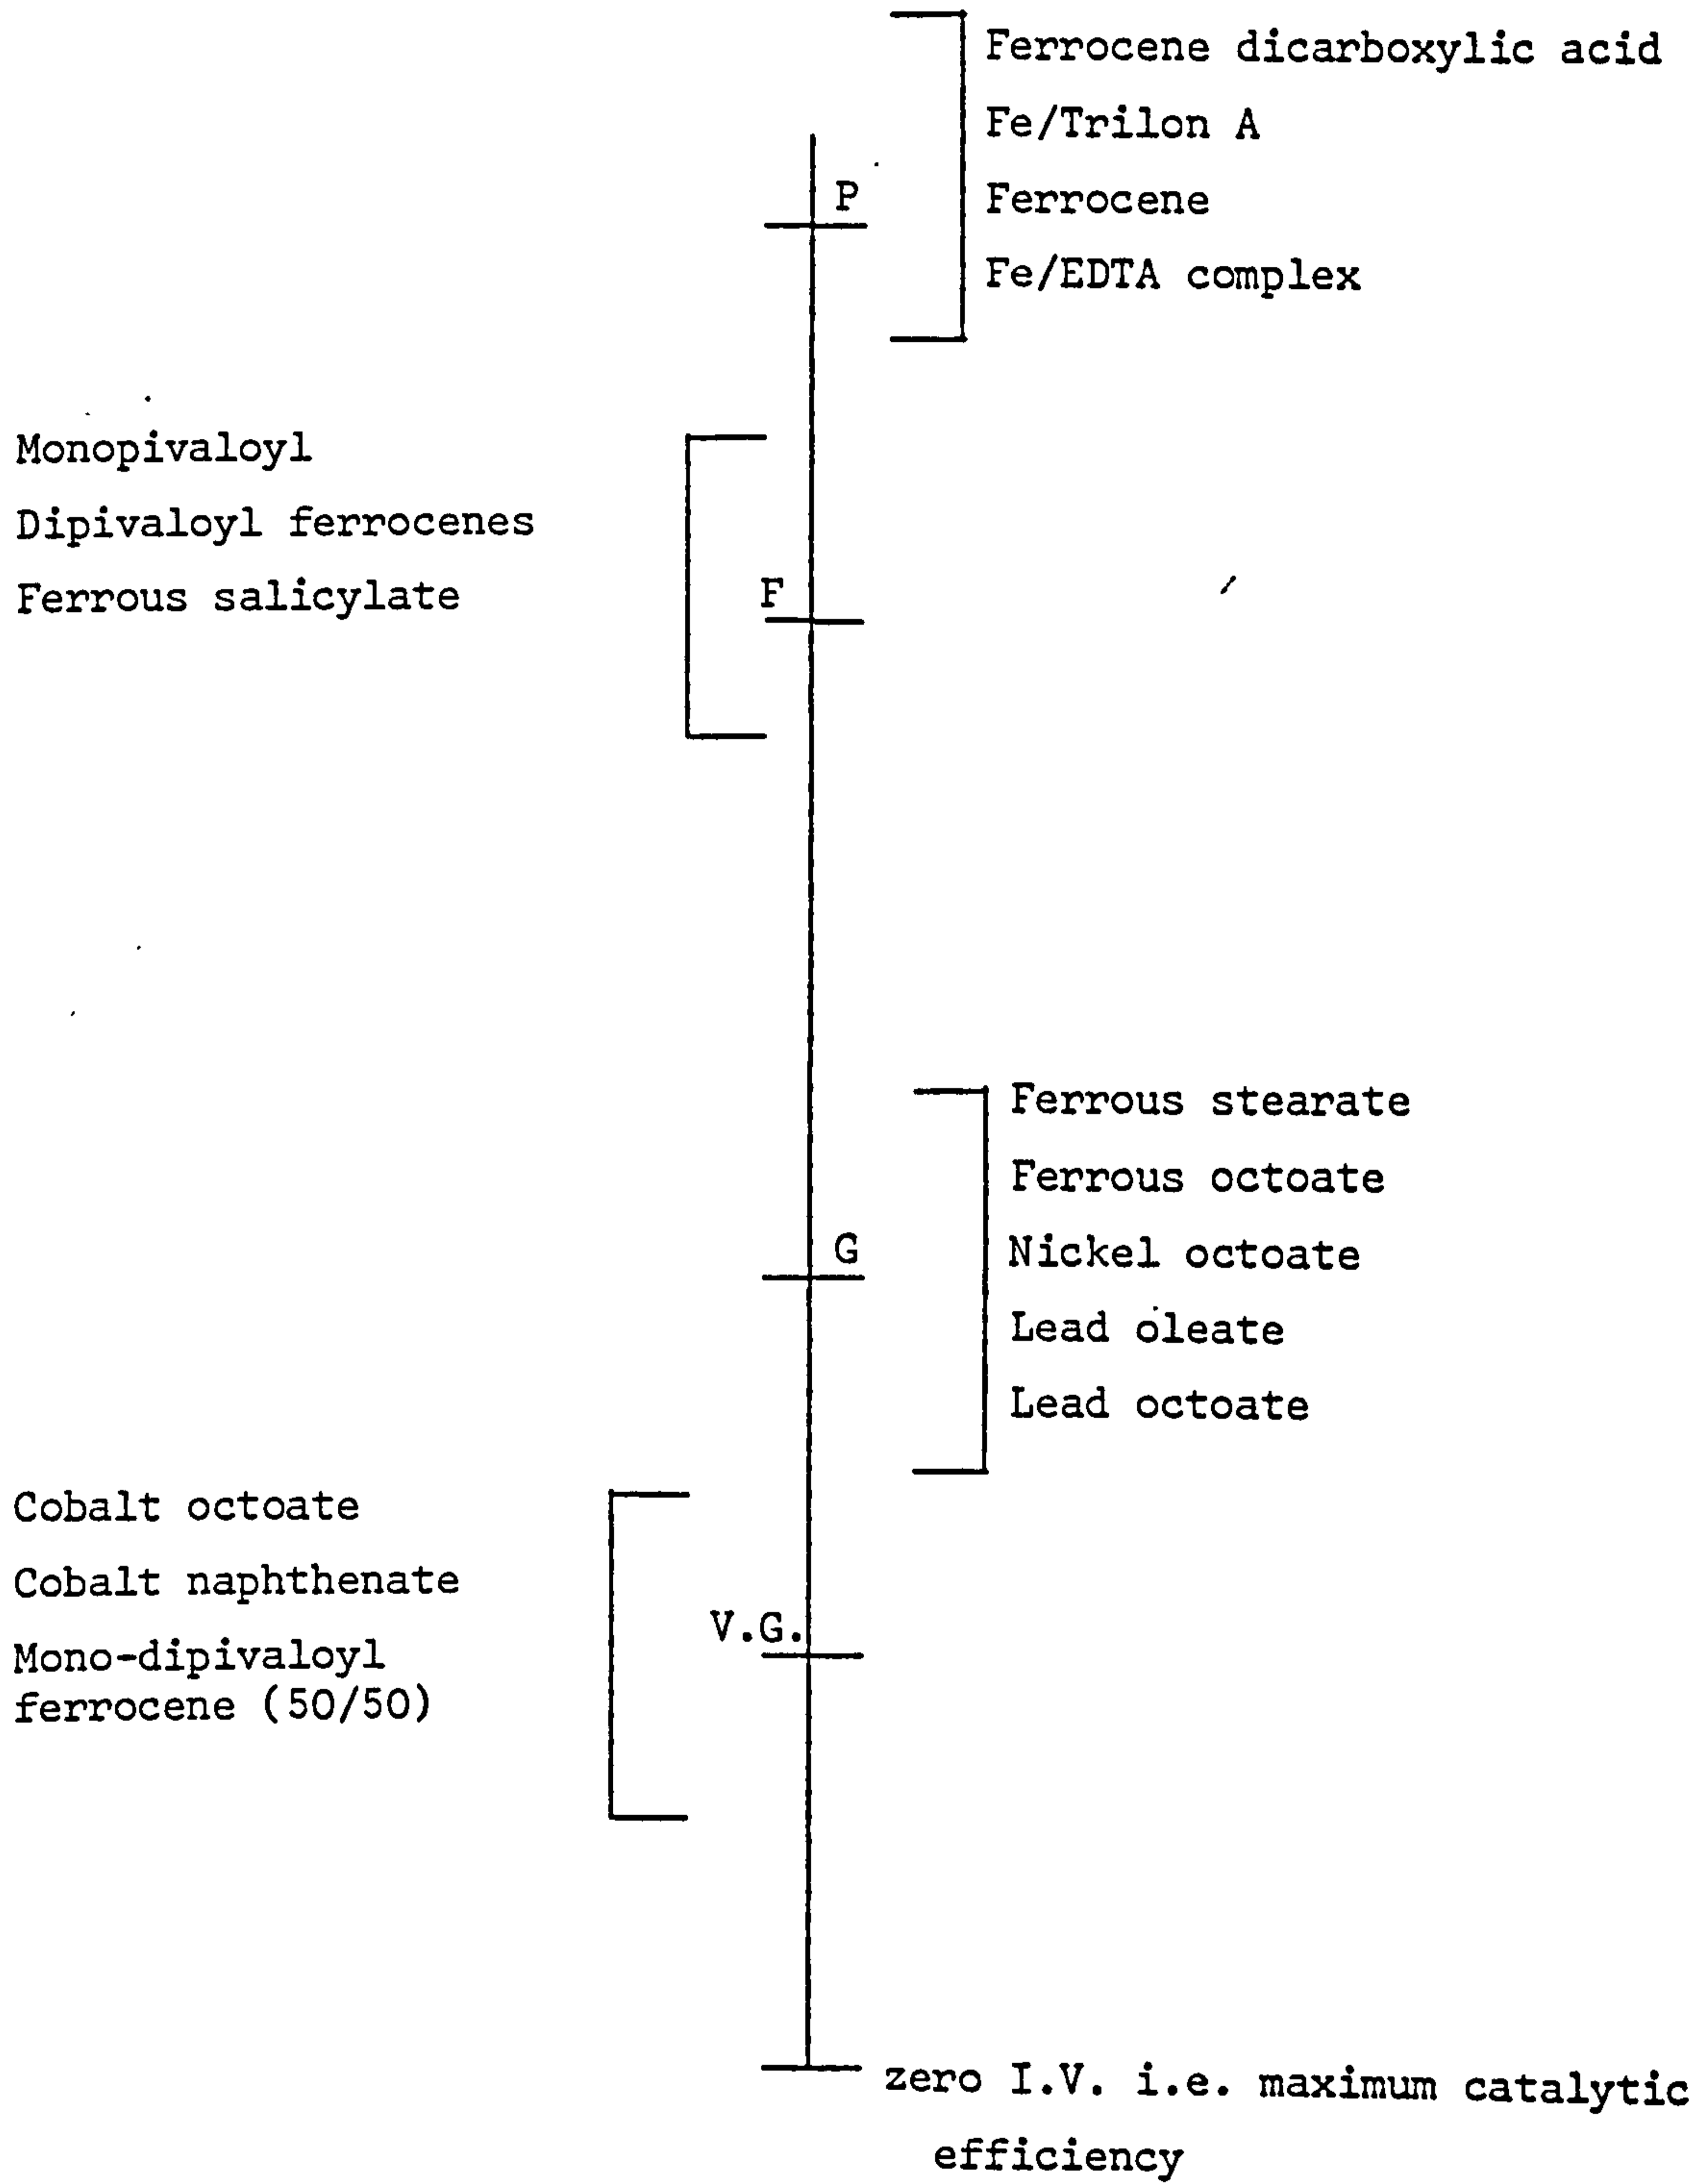 Ferrocene dicarboxylic acid
Fe/Trilon A
P
Ferrocene
Fe/EDTA complex
Monopivaloyl
Dipivaloyl ferrocenes
F
Ferrous salicylate
Ferrous stearate
Ferrous octoate
G
Nickel octoate
Lead oleate
Lead octoate
Cobalt octoate
Cobalt naphthenate
V.G.
Mono-dipivaloyl
ferrocene (50/50)
zero I.V. i.e. maximum catalytic
efficiency